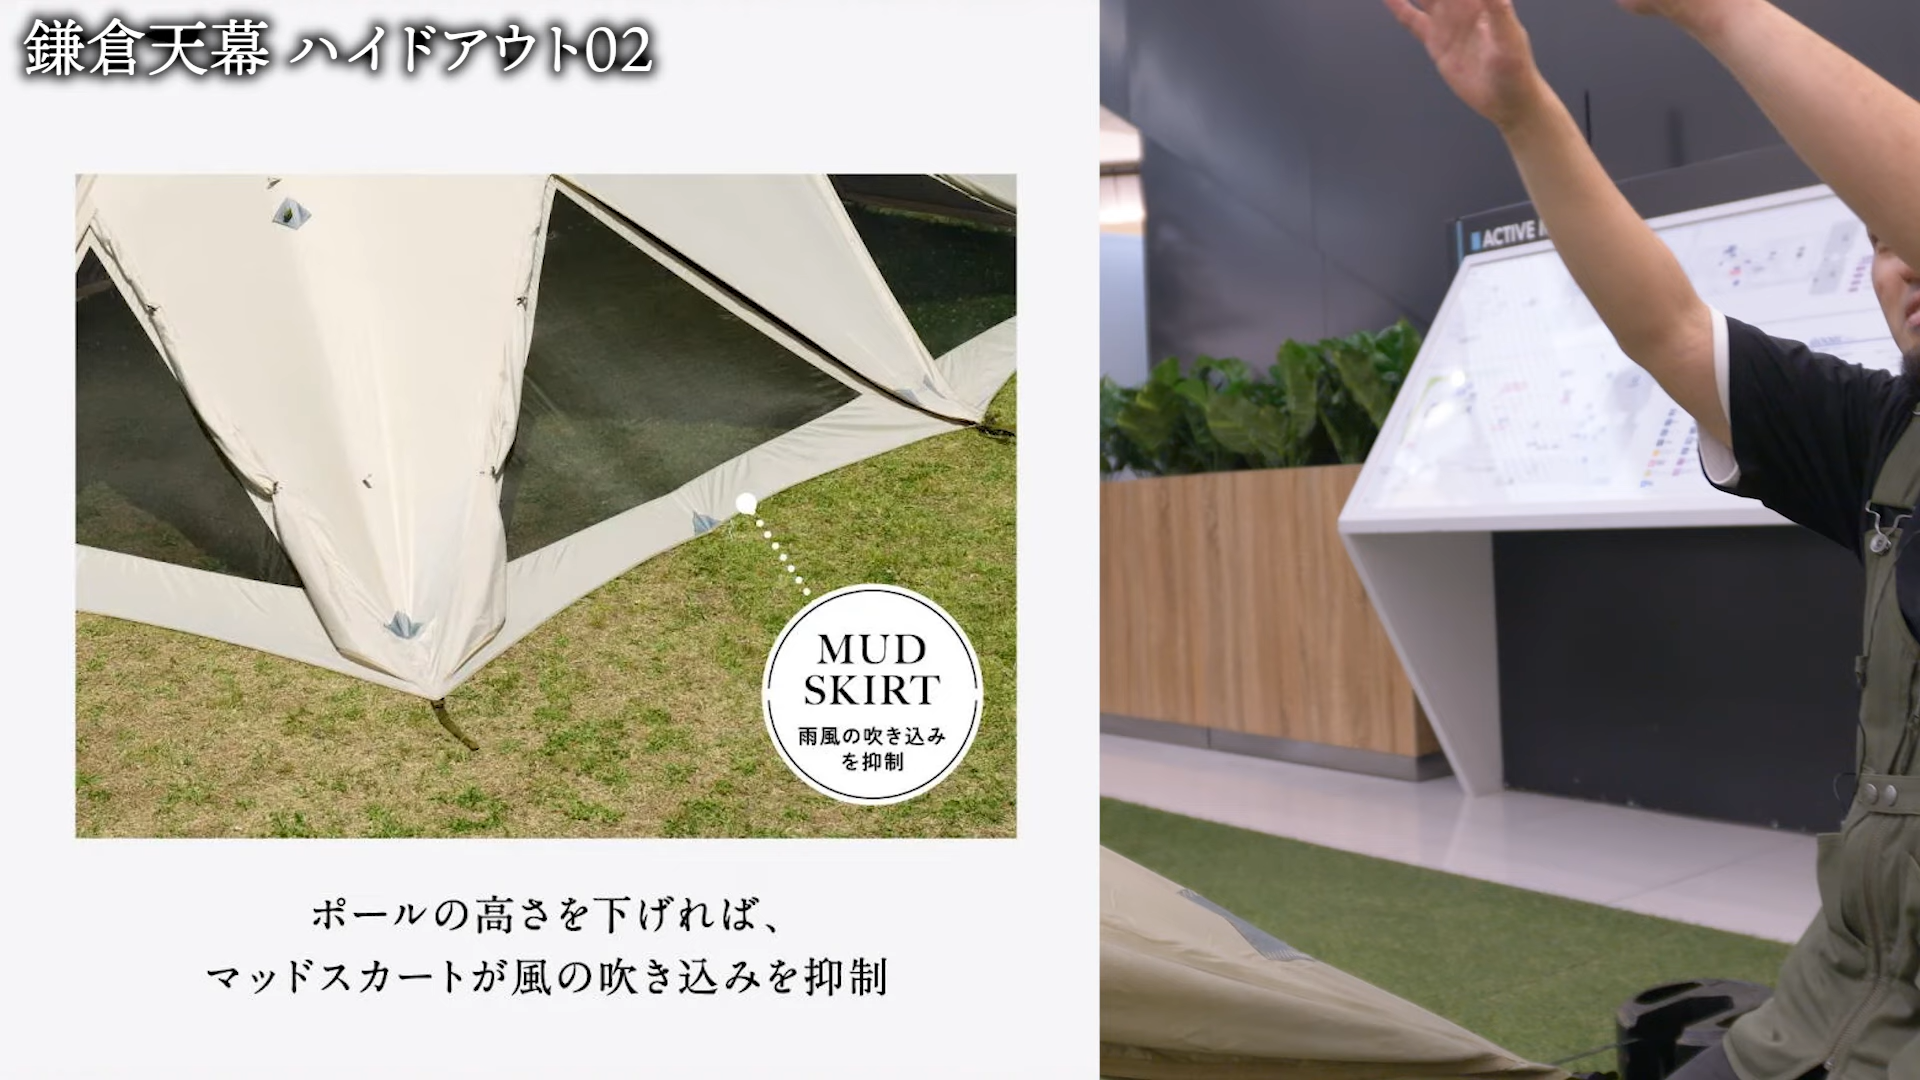 鎌倉天幕 ハイドアウト02
MUD
SKIRT
雨風の吹き込み
を抑制
ポールの高さを下げれば、
マッドスカートが風の吹き込みを抑制
ACTIVE